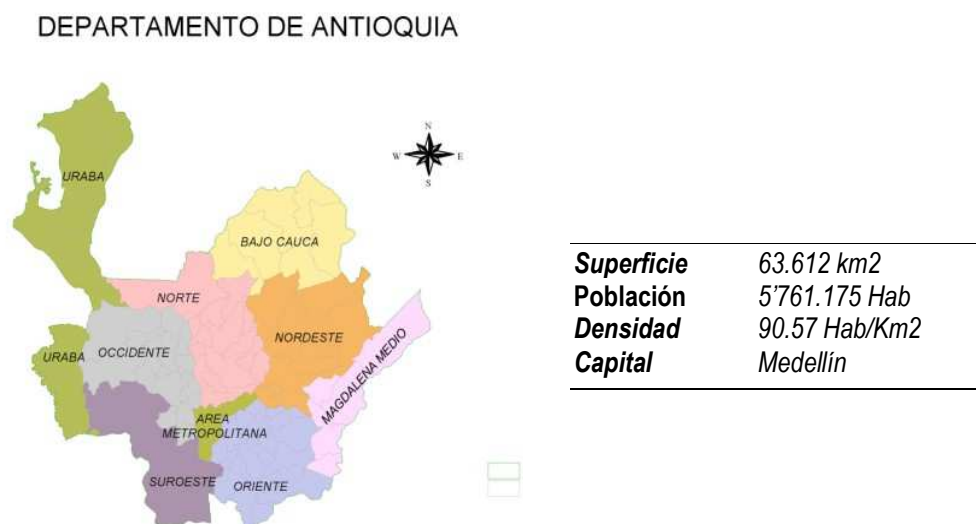 DEPARTAMENTO DE ANTIOQUIA
N
W E
S
URABA
BAJO CAUCA
NORTE
NORDESTE
URABA
OCCIDENTE
MAGDALENA MEDIO
AREA
METROPOLITANA
SUROESTE
ORIENTE
Superficie 63.612 km2
Población 5'761.175 Hab
Densidad 90.57 Hab/Km2
Capital Medellín